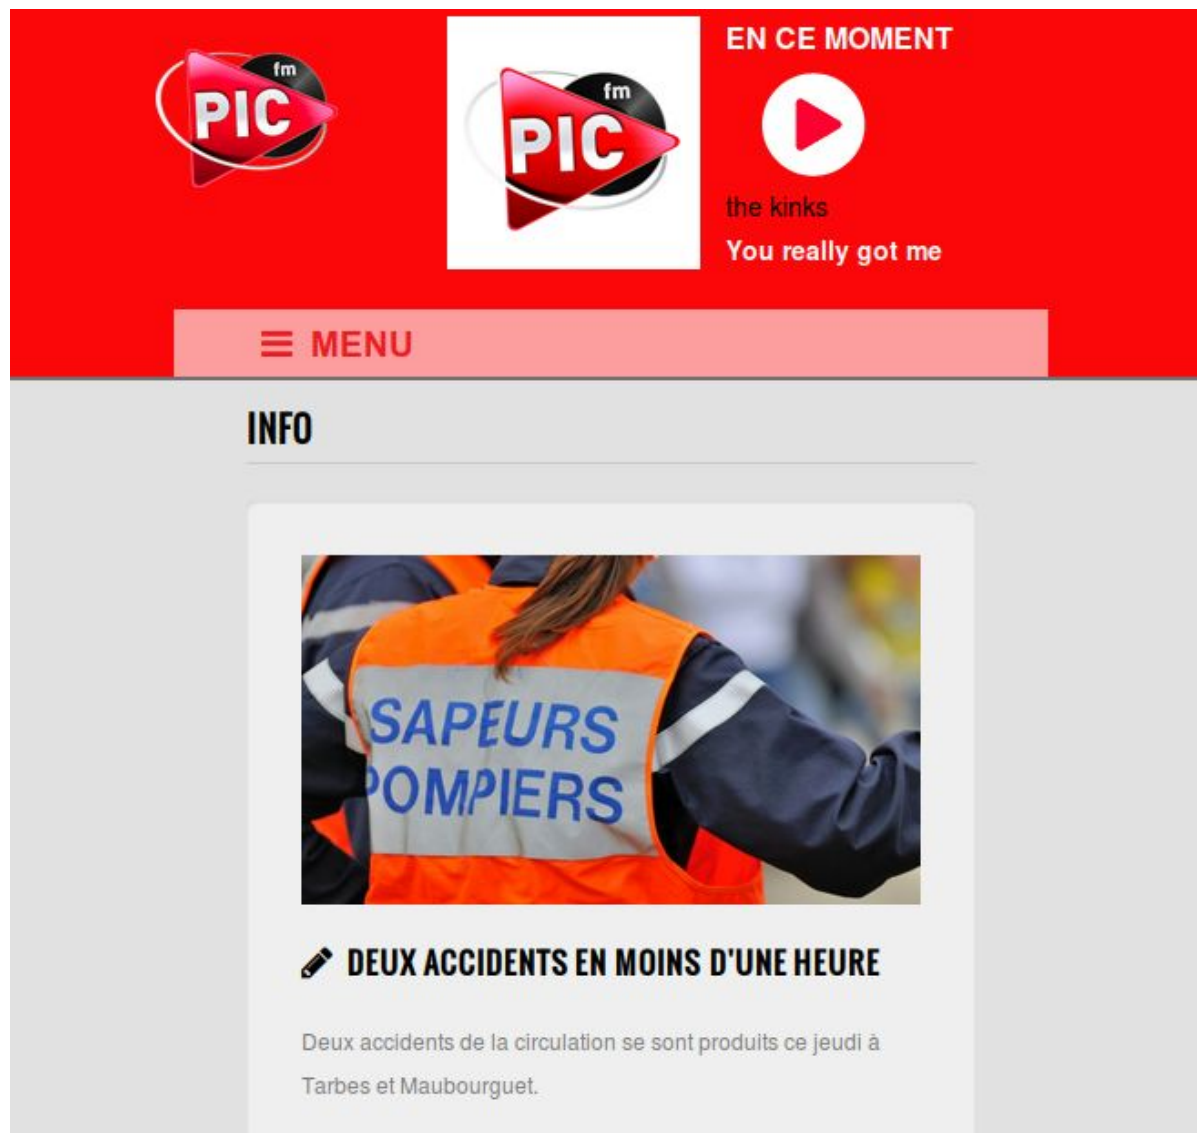 fm
PIC
fm
PIC
EN CE MOMENT
the kinks
You really got me
MENU
INFO
SAPEURS
POMPIERS
DEUX ACCIDENTS EN MOINS D'UNE HEURE
Deux accidents de la circulation se sont produits ce jeudi à
Tarbes et Maubourguet.